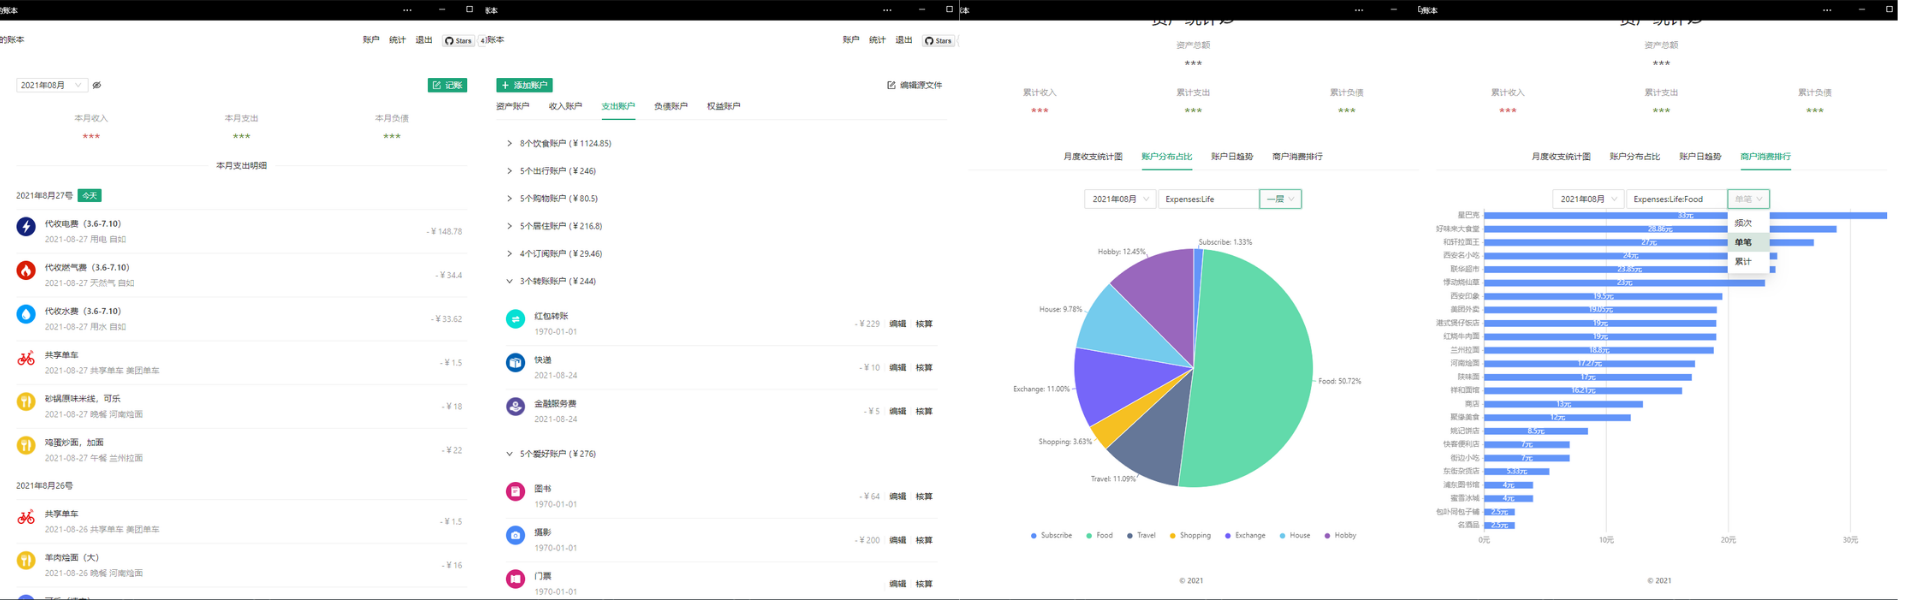 的账本
的账本
账户 统计 退出 Stars 4
2021年08月
记账
本月收入 本月支出 本月负债
*** *** ***
本月支出明细
2021年8月27号 今天
代收电费（3.6-7.10）
2021-08-27 用电 自如
-￥148.78
代收燃气费（3.6-7.10）
2021-08-27 天然气 自如
-￥34.4
代收水费（3.6-7.10）
2021-08-27 用水 自如
-￥33.62
共享单车
2021-08-27 共享单车 美团单车
-￥1.5
砂锅原味米线，可乐
2021-08-27 晚餐 河南烩面
-￥18
鸡蛋炒面，加面
2021-08-27 午餐 兰州拉面
-￥22
2021年8月26号
共享单车
2021-08-26 共享单车 美团单车
-￥1.5
羊肉烩面（大）
2021-08-26 晚餐 河南烩面
-￥16
账本
账本
账户 统计 退出 Stars
添加账户
编辑源文件
资产账户 收入账户 支出账户 负债账户 权益账户
8个饮食账户 (￥1124.85)
5个出行账户 (￥246)
5个购物账户 (￥80.5)
5个居住账户 (￥216.8)
4个订阅账户 (￥29.46)
3个转账账户 (￥244)
红包转账
1970-01-01
-￥229 编辑 核算
快递
2021-08-24
-￥10 编辑 核算
金融服务费
2021-08-24
-￥5 编辑 核算
5个爱好账户 (￥276)
图书
1970-01-01
-￥64 编辑 核算
摄影
1970-01-01
-￥200 编辑 核算
门票
1970-01-01
编辑 核算
账本
资产统计
资产总额
***
累计收入 累计支出 累计负债
*** *** ***
月度收支统计图 账户分布占比 账户日趋势 商户消费排行
2021年08月 Expenses:Life 一层
Subscribe: 1.33%
Hobby: 12.45%
House: 9.78%
Food: 50.72%
Exchange: 11.00%
Shopping: 3.63%
Travel: 11.09%
Subscribe Food Travel Shopping Exchange House Hobby
© 2021
账本
资产统计
资产总额
***
累计收入 累计支出 累计负债
*** *** ***
月度收支统计图 账户分布占比 账户日趋势 商户消费排行
2021年08月 Expenses:Life:Food 单笔
频次
单笔
累计
星巴克 33元
好味来大食堂 28.86元
和轩拉面王 27元
西安名小吃 24元
联华超市 23.85元
悸动烧仙草 23元
西安印象 19.5元
美团外卖 19.05元
港式煲仔饭店 19元
红烧牛肉面 19元
兰州拉面 18.8元
河南烩面 17.27元
陕味面 17元
祥和面馆 16.21元
商店 13元
聚缘美食 12元
姚记饼店 8.5元
快客便利店 7元
街边小吃 7元
东街杂货店 5.33元
浦东图书馆 4元
蜜雪冰城 4元
包卟同包子铺 2.5元
名酒品 2.5元
0元 10元 20元 30元
© 2021